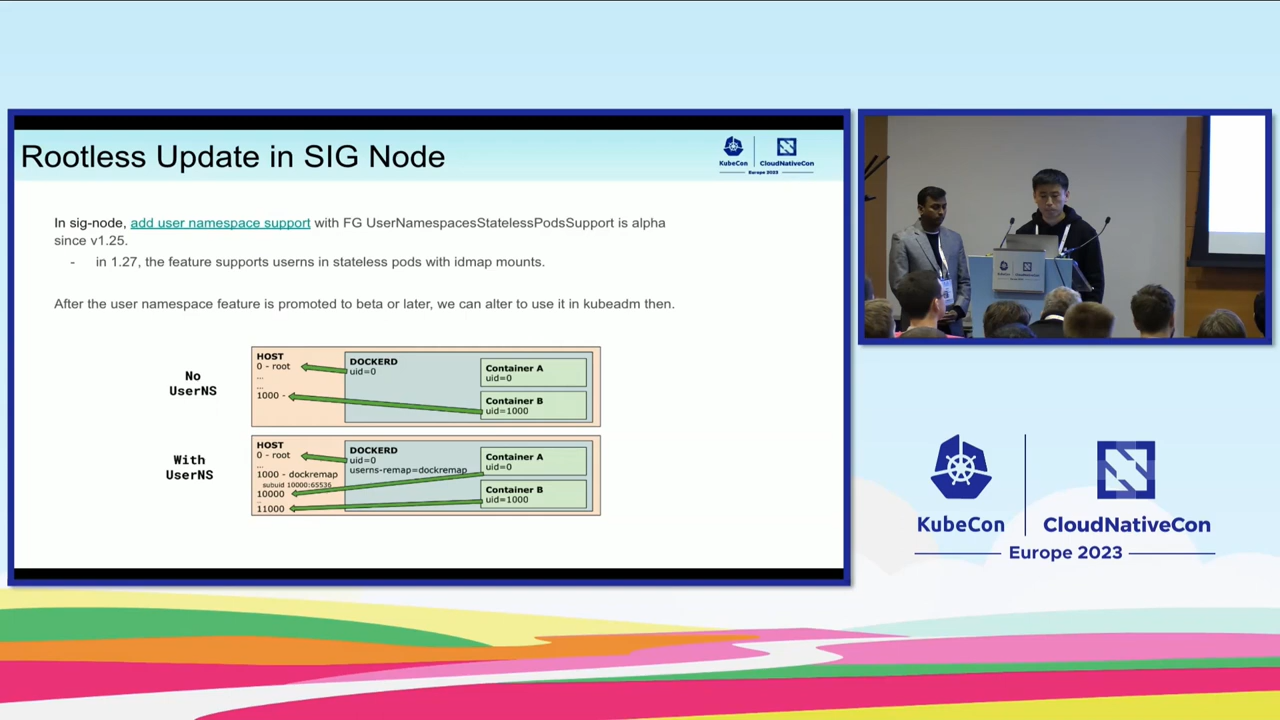 Rootless Update in SIG Node
KubeCon
CloudNativeCon
Europe 2023
In sig-node, add user namespace support with FG UserNamespacesStatelessPodsSupport is alpha
since v1.25.
- in 1.27, the feature supports userns in stateless pods with idmap mounts.
After the user namespace feature is promoted to beta or later, we can alter to use it in kubeadm then.
No
UserNS
HOST
0 - root
...
...
1000 -
DOCKERD
uid=0
Container A
uid=0
Container B
uid=1000
With
UserNS
HOST
0 - root
...
1000 - dockremap
subuid 10000:65536
10000
...
11000
DOCKERD
uid=0
userns-remap=dockremap
Container A
uid=0
Container B
uid=1000
KubeCon
CloudNativeCon
Europe 2023